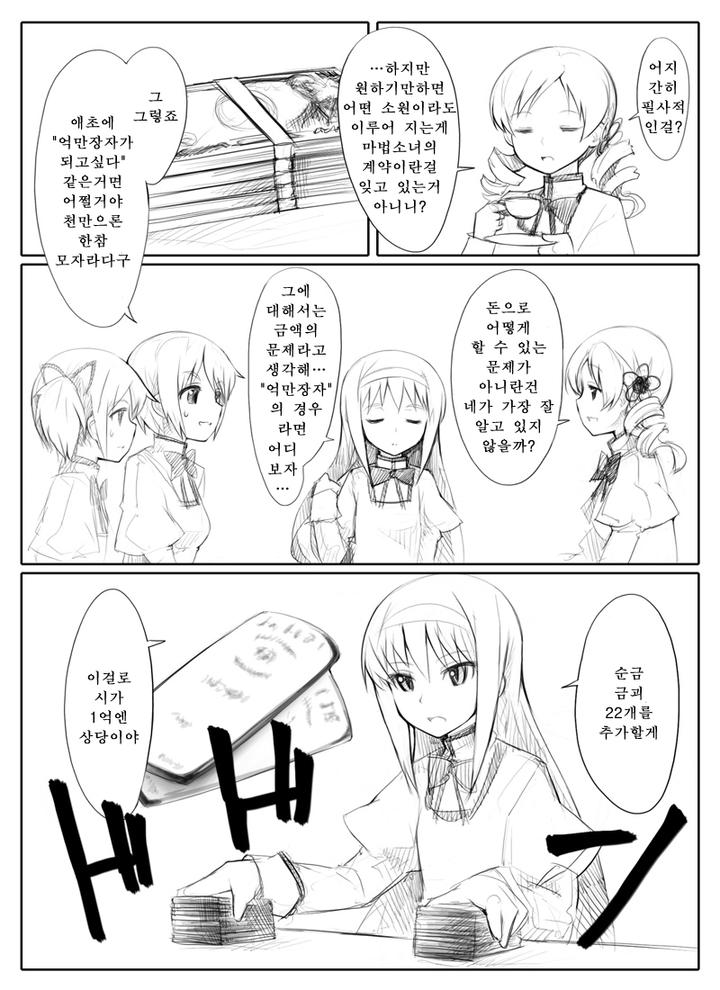 어지
간히
필사적
인걸?
…하지만
원하기만하면
어떤 소원이라도
이루어 지는게
마법소녀의
계약이란걸
잊고 있는거
아니니?
그
그렇죠
애초에
"억만장자가
되고싶다"
같은거면
어쩔거야
천만으론
한참
모자라다구
돈으로
어떻게
할 수 있는
문제가
아니란건
네가 가장 잘
알고 있지
않을까?
그에
대해서는
금액의
문제라고
생각해…
"억만장자"
의 경우
라면
어디
보자
…
순금
금괴
22개를
추가할게
이걸로
시가
1억엔
상당이야
ドドン